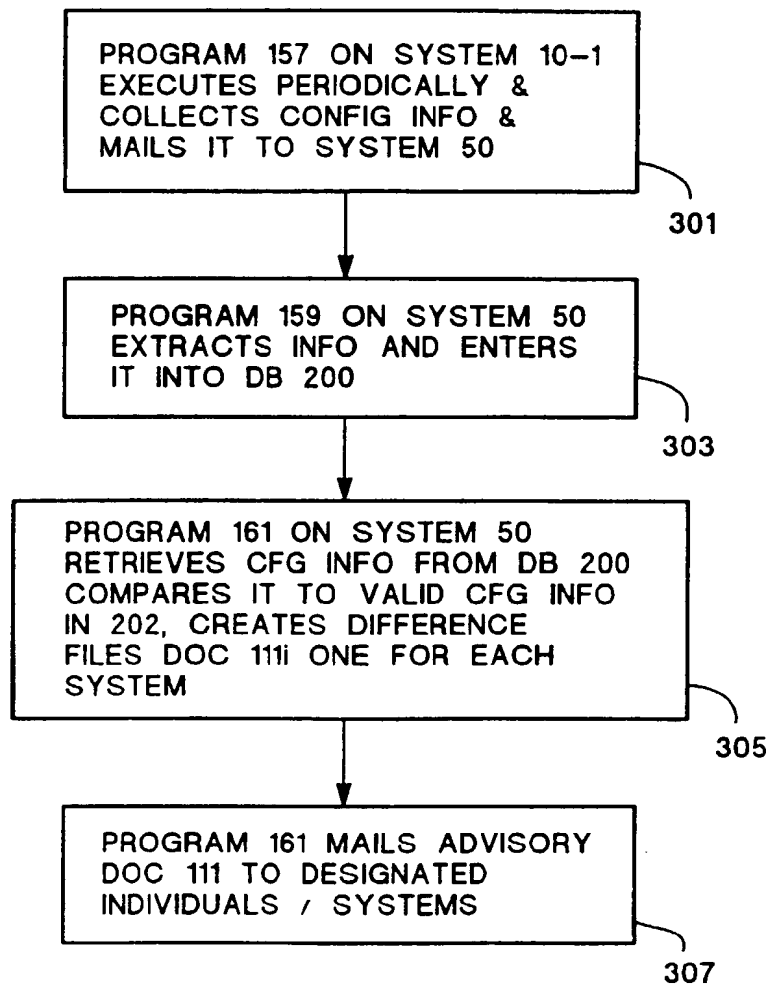 PROGRAM 157 ON SYSTEM 10-1
EXECUTES PERIODICALLY &
COLLECTS CONFIG INFO &
MAILS IT TO SYSTEM 50
301
PROGRAM 159 ON SYSTEM 50
EXTRACTS INFO AND ENTERS
IT INTO DB 200
303
PROGRAM 161 ON SYSTEM 50
RETRIEVES CFG INFO FROM DB 200
COMPARES IT TO VALID CFG INFO
IN 202, CREATES DIFFERENCE
FILES DOC 111i ONE FOR EACH
SYSTEM
305
PROGRAM 161 MAILS ADVISORY
DOC 111 TO DESIGNATED
INDIVIDUALS / SYSTEMS
307